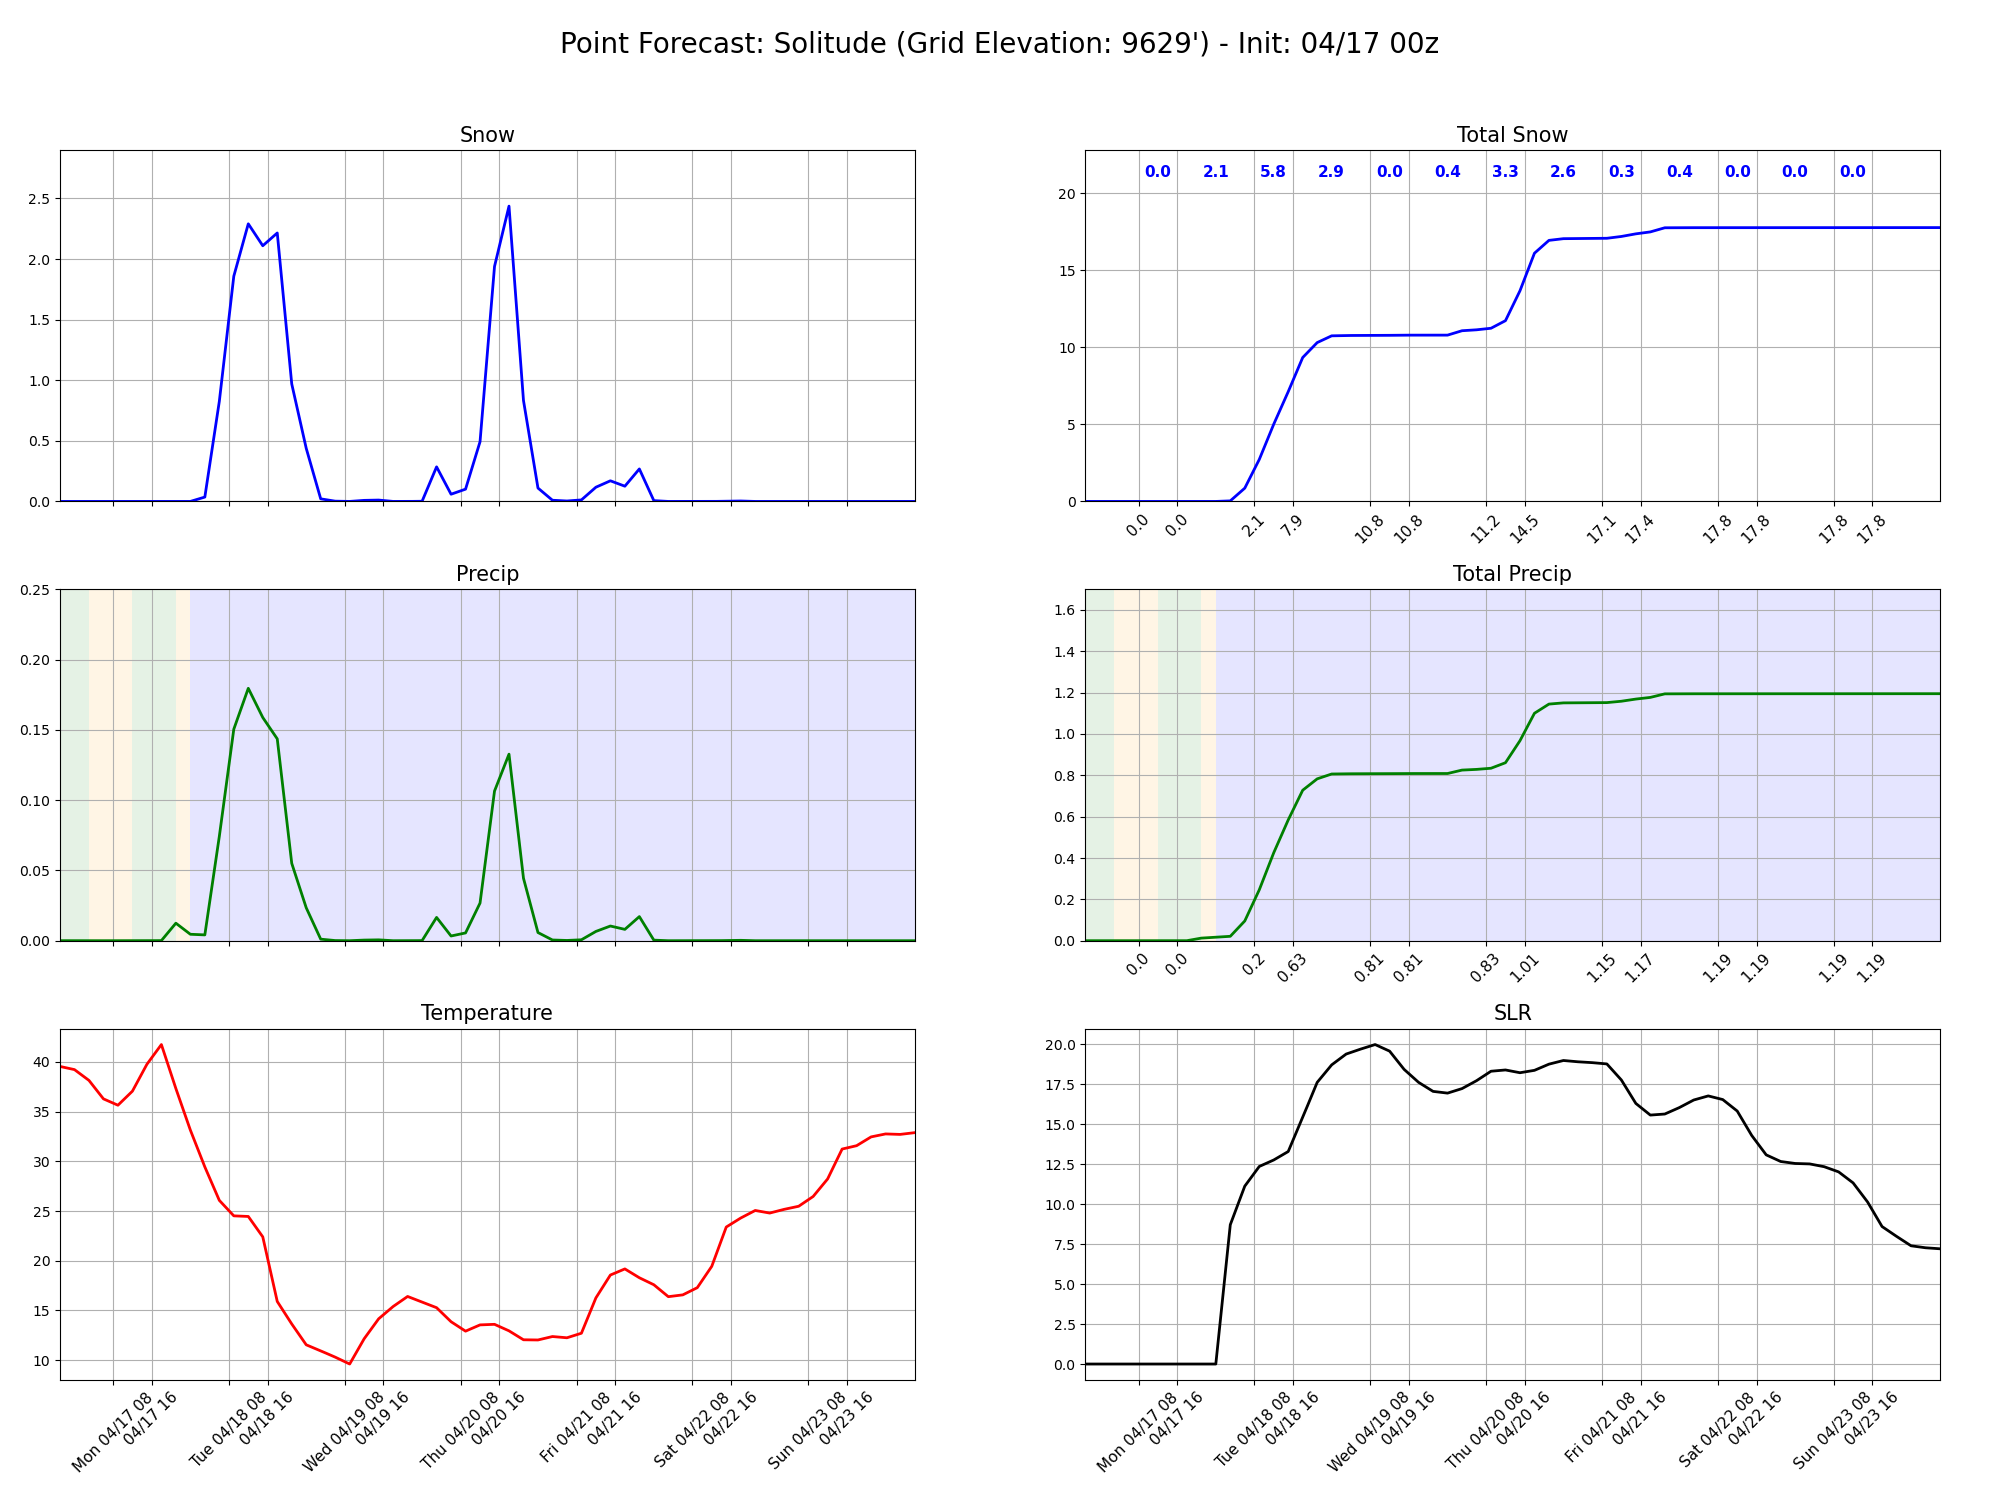 Point Forecast: Solitude (Grid Elevation: 9629') - Init: 04/17 00z
Snow
2.5
2.0
1.5
1.0
0.5
0.0
Total Snow
0.0 2.1 5.8 2.9 0.0 0.4 3.3 2.6 0.3 0.4 0.0 0.0 0.0
20
15
10
5
0
0.0 0.0 2.1 7.9 10.8 10.8 11.2 14.5 17.1 17.4 17.8 17.8 17.8 17.8
Precip
0.25
0.20
0.15
0.10
0.05
0.00
Total Precip
1.6
1.4
1.2
1.0
0.8
0.6
0.4
0.2
0.0
0.0 0.0 0.2 0.63 0.81 0.81 0.83 1.01 1.15 1.17 1.19 1.19 1.19 1.19
Temperature
40
35
30
25
20
15
10
Mon 04/17 08
04/17 16
Tue 04/18 08
04/18 16
Wed 04/19 08
04/19 16
Thu 04/20 08
04/20 16
Fri 04/21 08
04/21 16
Sat 04/22 08
04/22 16
Sun 04/23 08
04/23 16
SLR
20.0
17.5
15.0
12.5
10.0
7.5
5.0
2.5
0.0
Mon 04/17 08
04/17 16
Tue 04/18 08
04/18 16
Wed 04/19 08
04/19 16
Thu 04/20 08
04/20 16
Fri 04/21 08
04/21 16
Sat 04/22 08
04/22 16
Sun 04/23 08
04/23 16